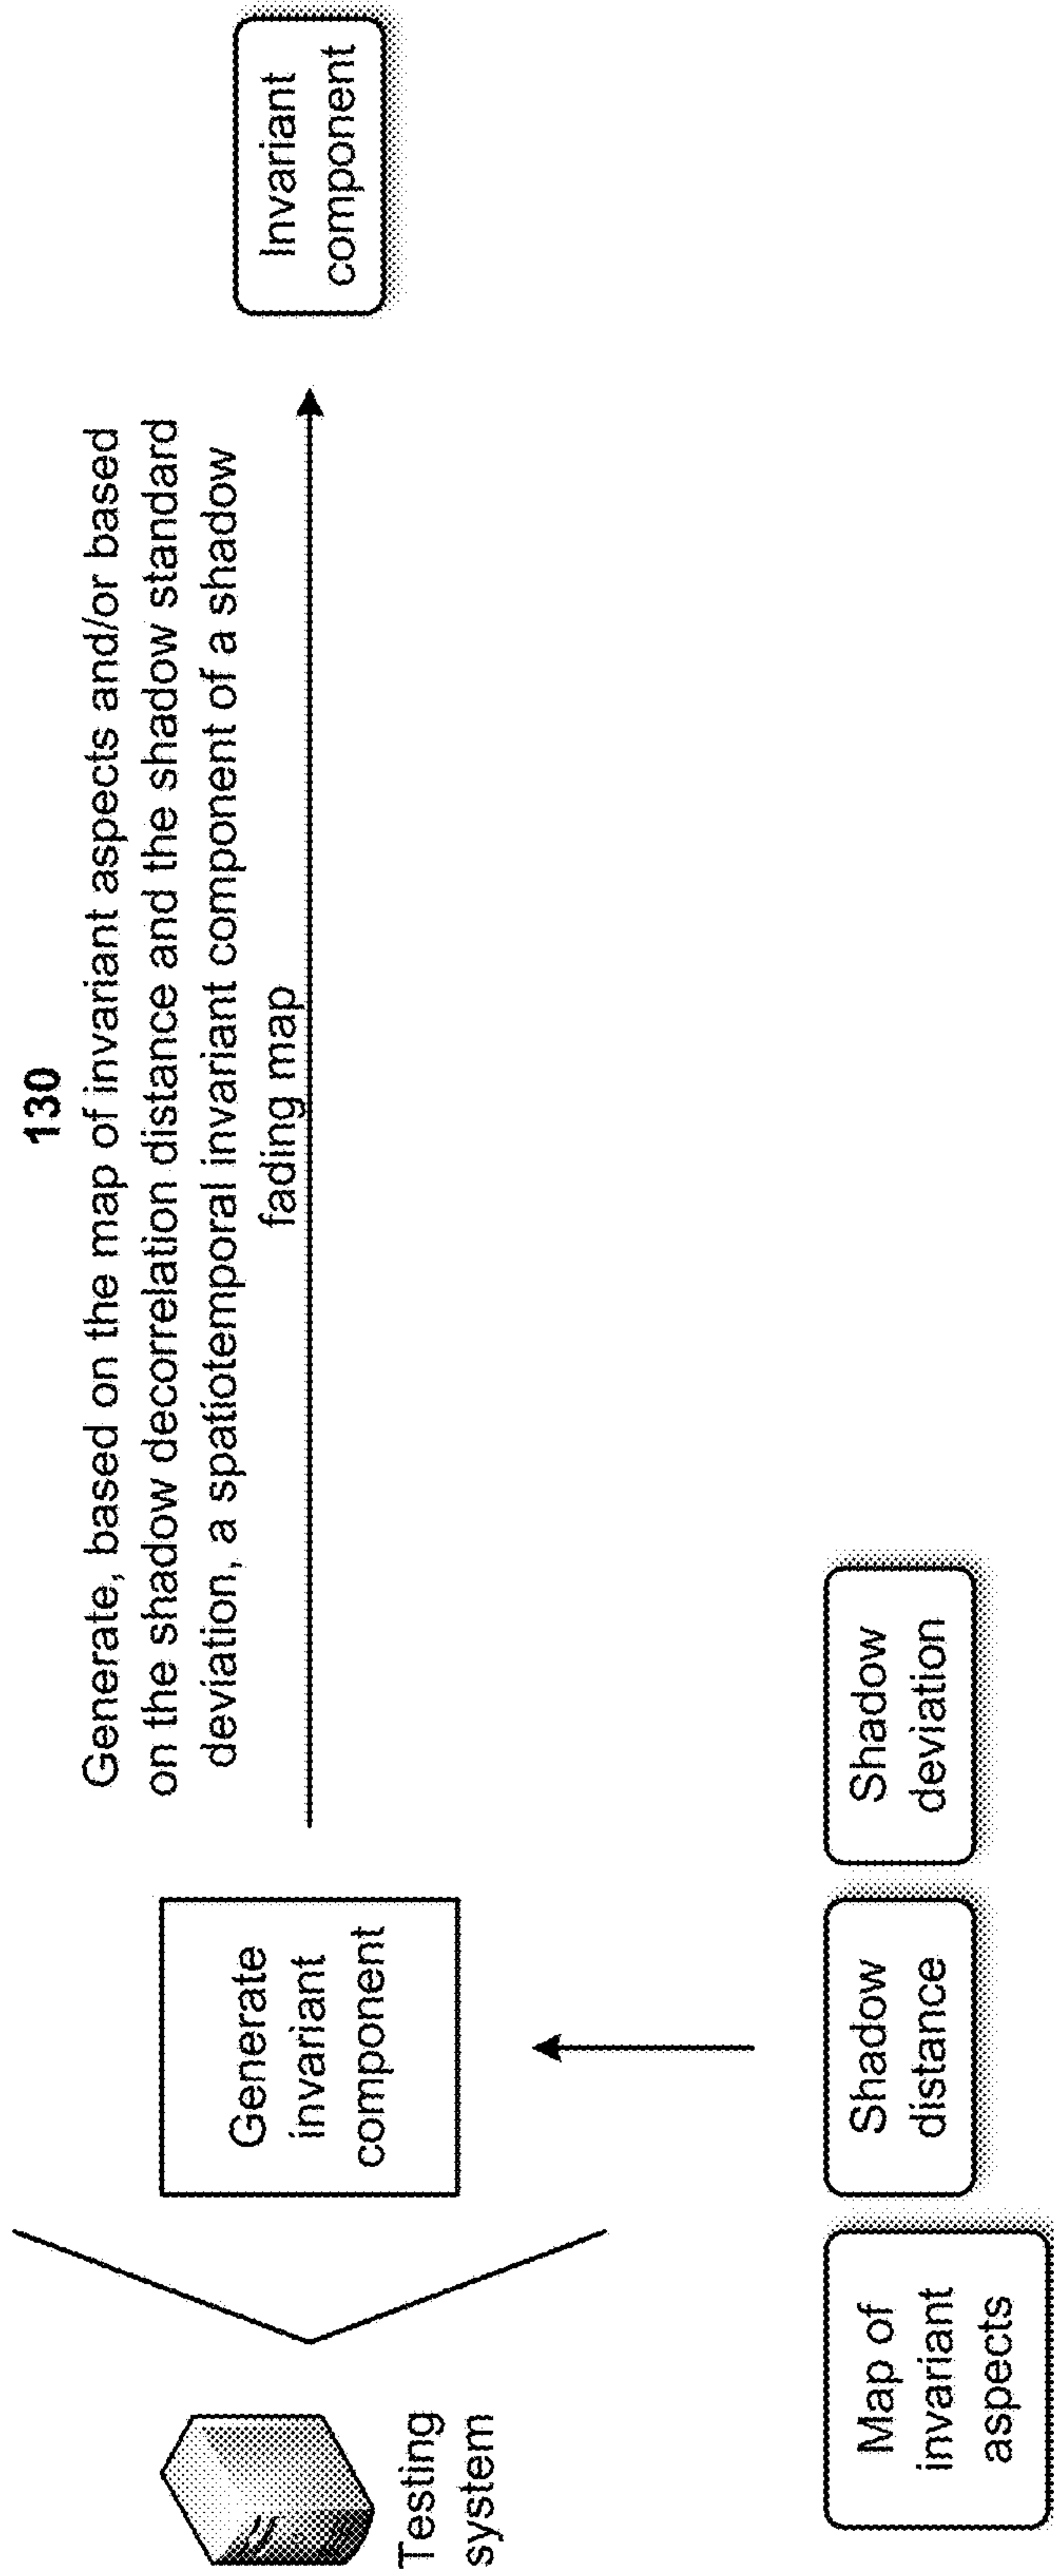 130
Generate, based on the map of invariant aspects and/or based
on the shadow decorrelation distance and the shadow standard
deviation, a spatiotemporal invariant component of a shadow
fading map
Testing
system
Generate
invariant
component
Invariant
component
Map of
invariant
aspects
Shadow
distance
Shadow
deviation